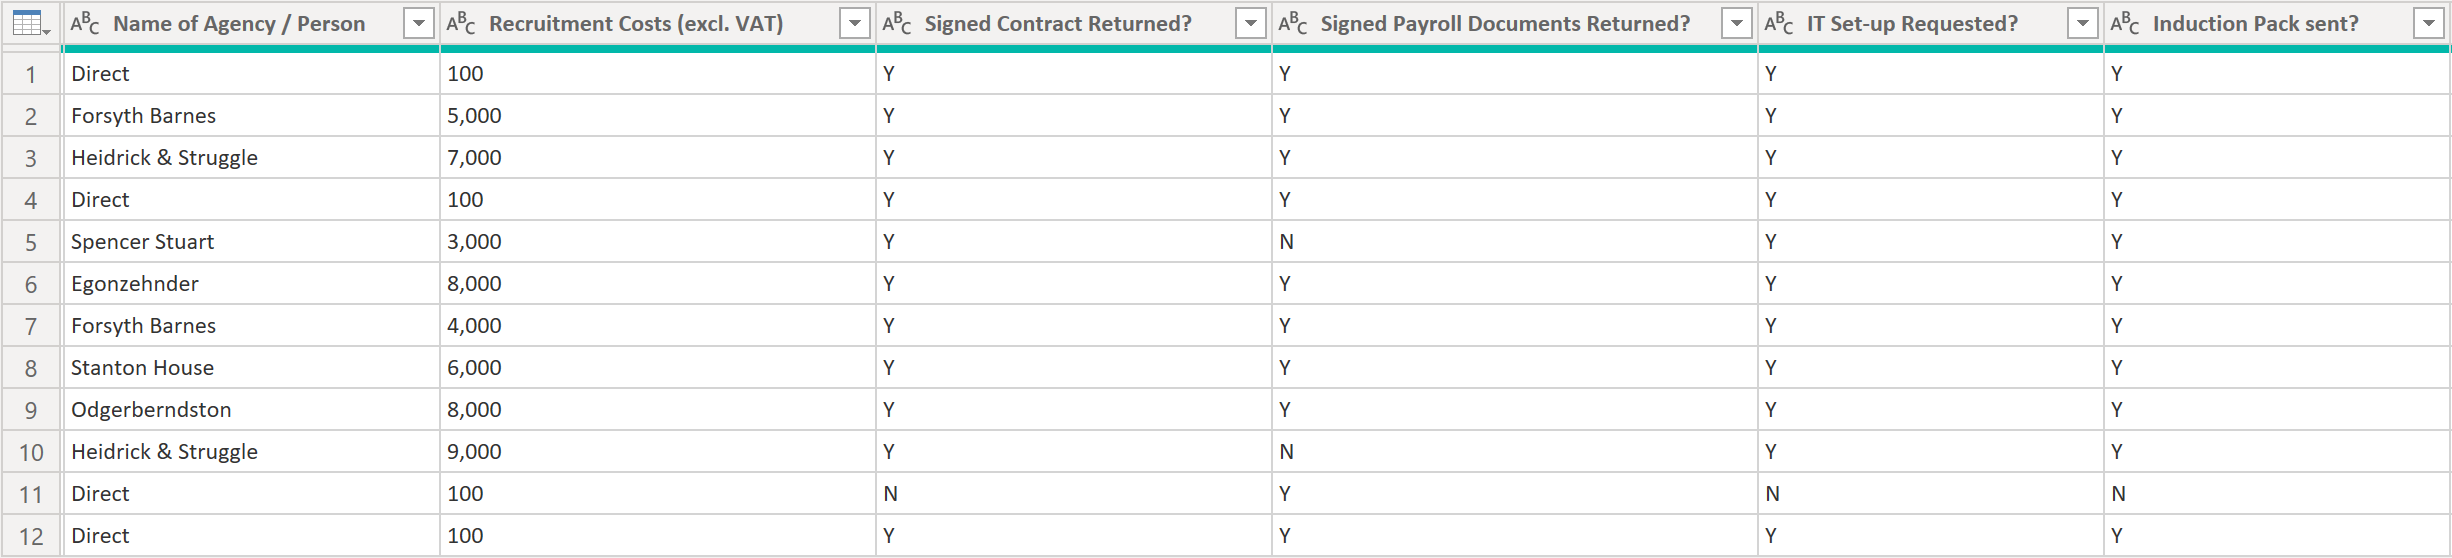 ABC Name of Agency / Person ABC Recruitment Costs (excl. VAT) ABC Signed Contract Returned? ABC Signed Payroll Documents Returned? ABC IT Set-up Requested? ABC Induction Pack sent?
1 Direct 100 Y Y Y Y
2 Forsyth Barnes 5,000 Y Y Y Y
3 Heidrick & Struggle 7,000 Y Y Y Y
4 Direct 100 Y Y Y Y
5 Spencer Stuart 3,000 Y N Y Y
6 Egonzehnder 8,000 Y Y Y Y
7 Forsyth Barnes 4,000 Y Y Y Y
8 Stanton House 6,000 Y Y Y Y
9 Odgerberndston 8,000 Y Y Y Y
10 Heidrick & Struggle 9,000 Y N Y Y
11 Direct 100 N Y N N
12 Direct 100 Y Y Y Y